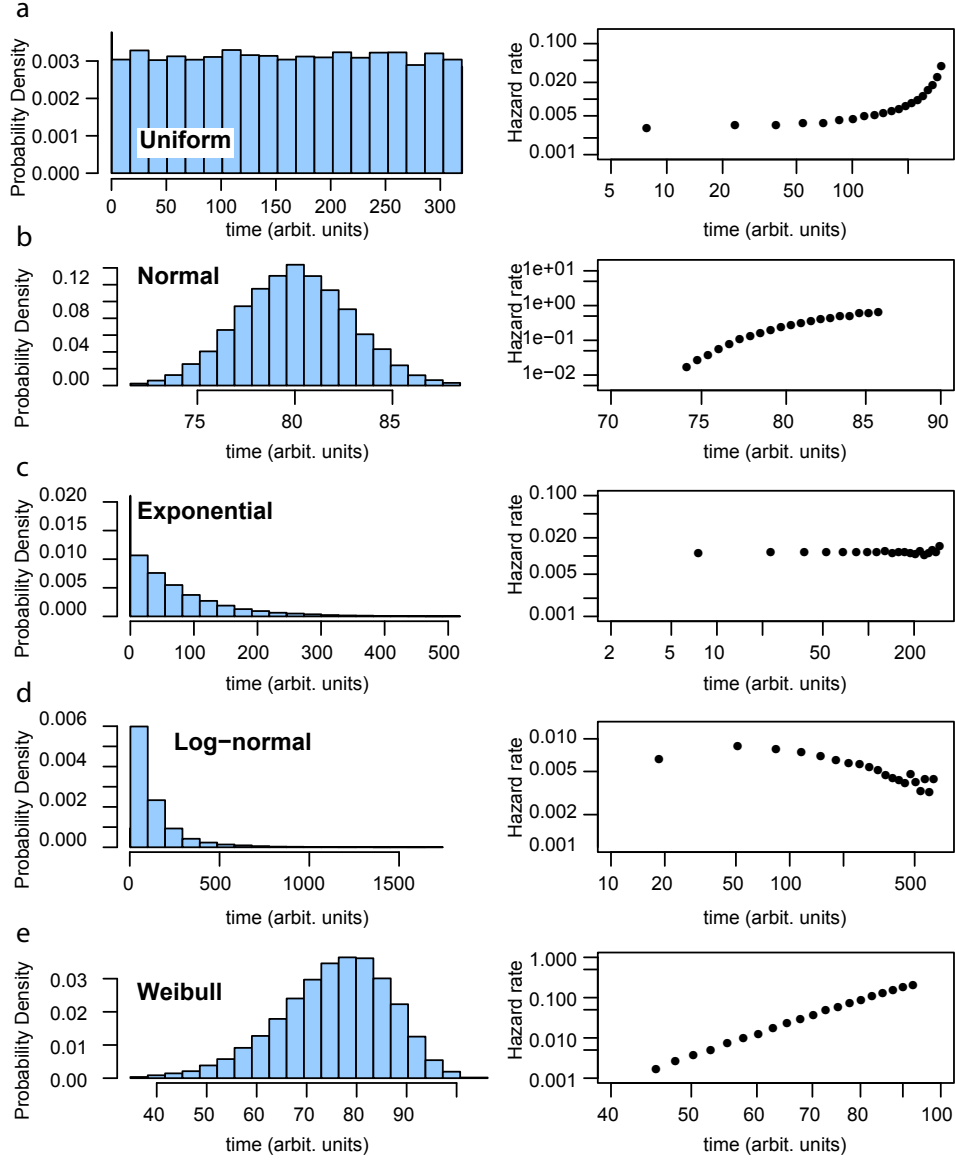 a
Probability Density
0.003
0.002
0.001
0.000
Uniform
0 50 100 150 200 250 300
time (arbit. units)
Hazard rate
0.100
0.020
0.005
0.001
5 10 20 50 100
time (arbit. units)
b
Probability Density
0.12
0.08
0.04
0.00
Normal
75 80 85
time (arbit. units)
Hazard rate
1e+01
1e+00
1e−01
1e−02
70 75 80 85 90
time (arbit. units)
c
Probability Density
0.020
0.015
0.010
0.005
0.000
Exponential
0 100 200 300 400 500
time (arbit. units)
Hazard rate
0.100
0.020
0.005
0.001
2 5 10 50 200
time (arbit. units)
d
Probability Density
0.006
0.004
0.002
0.000
Log−normal
0 500 1000 1500
time (arbit. units)
Hazard rate
0.010
0.005
0.002
0.001
10 20 50 100 500
time (arbit. units)
e
Probability Density
0.03
0.02
0.01
0.00
Weibull
40 50 60 70 80 90
time (arbit. units)
Hazard rate
1.000
0.100
0.010
0.001
40 50 60 70 80 100
time (arbit. units)